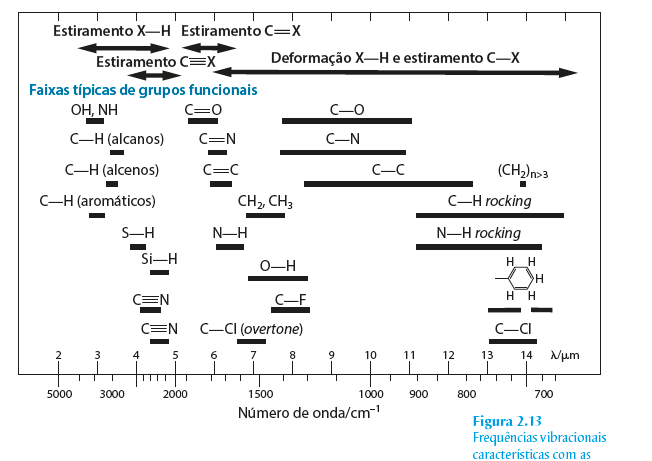 Estiramento X—H Estiramento C=X
Estiramento C≡X
Deformação X—H e estiramento C—X
Faixas típicas de grupos funcionais
OH, NH C=O C—O
C—H (alcanos) C=N C—N
C—H (alcenos) C=C C—C (CH₂)n>3
C—H (aromáticos) CH₂, CH₃ C—H rocking
S—H N—H N—H rocking
Si—H O—H
H H
H
H H
C≡N C—F
C≡N C—Cl (overtone) C—Cl
2 3 4 5 6 7 8 9 10 11 12 13 14 λ/μm
5000 3000 2000 1500 1000 900 800 700
Número de onda/cm⁻¹
Figura 2.13
Frequências vibracionais
características com as